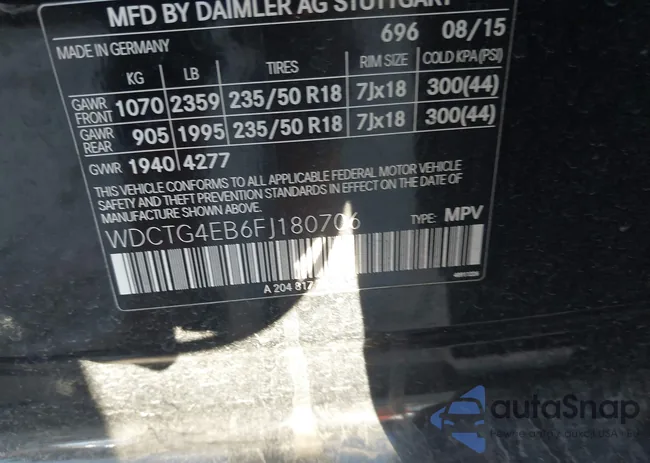 MFD BY DAIMLER AG STUTTGART
696 08/15
MADE IN GERMANY
KG LB TIRES RIM SIZE COLD KPA(PSI)
GAWR FRONT 1070 2359 235/50 R18 7Jx18 300(44)
GAWR REAR 905 1995 235/50 R18 7Jx18 300(44)
GVWR 1940 4277
THIS VEHICLE CONFORMS TO ALL APPLICABLE FEDERAL MOTOR VEHICLE
SAFETY AND THEFT PREVENTION STANDARDS IN EFFECT ON THE DATE OF
MANUFACTURE SHOWN ABOVE.
WDCTG4EB6FJ180706 TYPE: MPV
A 204 817
autoSnap